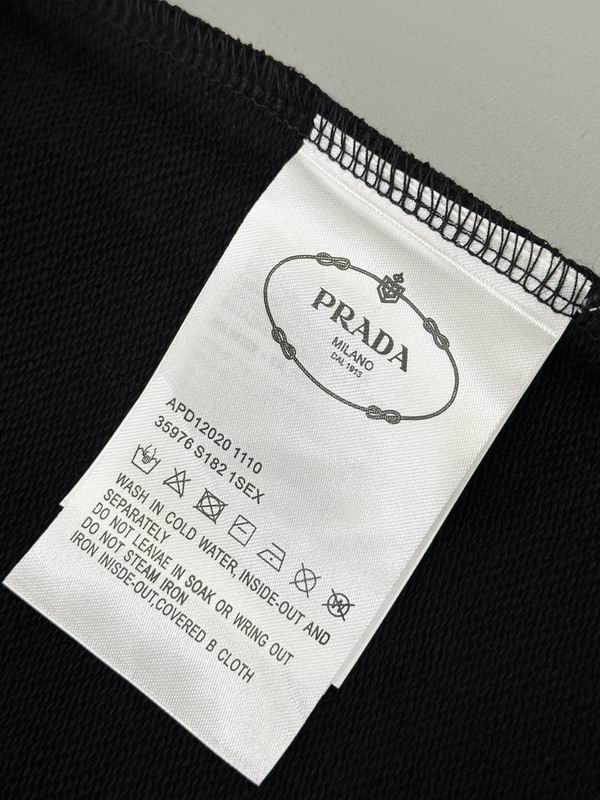 PRADA
MILANO
DAL 1913
APD12020 1110
35976 S182 1SEX
WASH IN COLD WATER, INSIDE-OUT AND
SEPARATELY
DO NOT LEAVAE IN SOAK OR WRING OUT
DO NOT STEAM IRON
IRON INISDE-OUT,COVERED B CLOTH